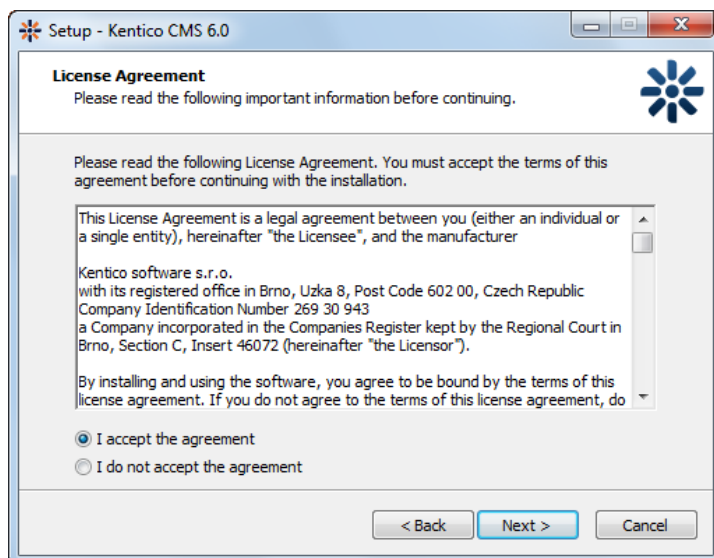 Setup - Kentico CMS 6.0
License Agreement
Please read the following important information before continuing.
Please read the following License Agreement. You must accept the terms of this
agreement before continuing with the installation.
This License Agreement is a legal agreement between you (either an individual or
a single entity), hereinafter "the Licensee", and the manufacturer
Kentico software s.r.o.
with its registered office in Brno, Uzka 8, Post Code 602 00, Czech Republic
Company Identification Number 269 30 943
a Company incorporated in the Companies Register kept by the Regional Court in
Brno, Section C, Insert 46072 (hereinafter "the Licensor").
By installing and using the software, you agree to be bound by the terms of this
license agreement. If you do not agree to the terms of this license agreement, do
I accept the agreement
I do not accept the agreement
< Back Next > Cancel